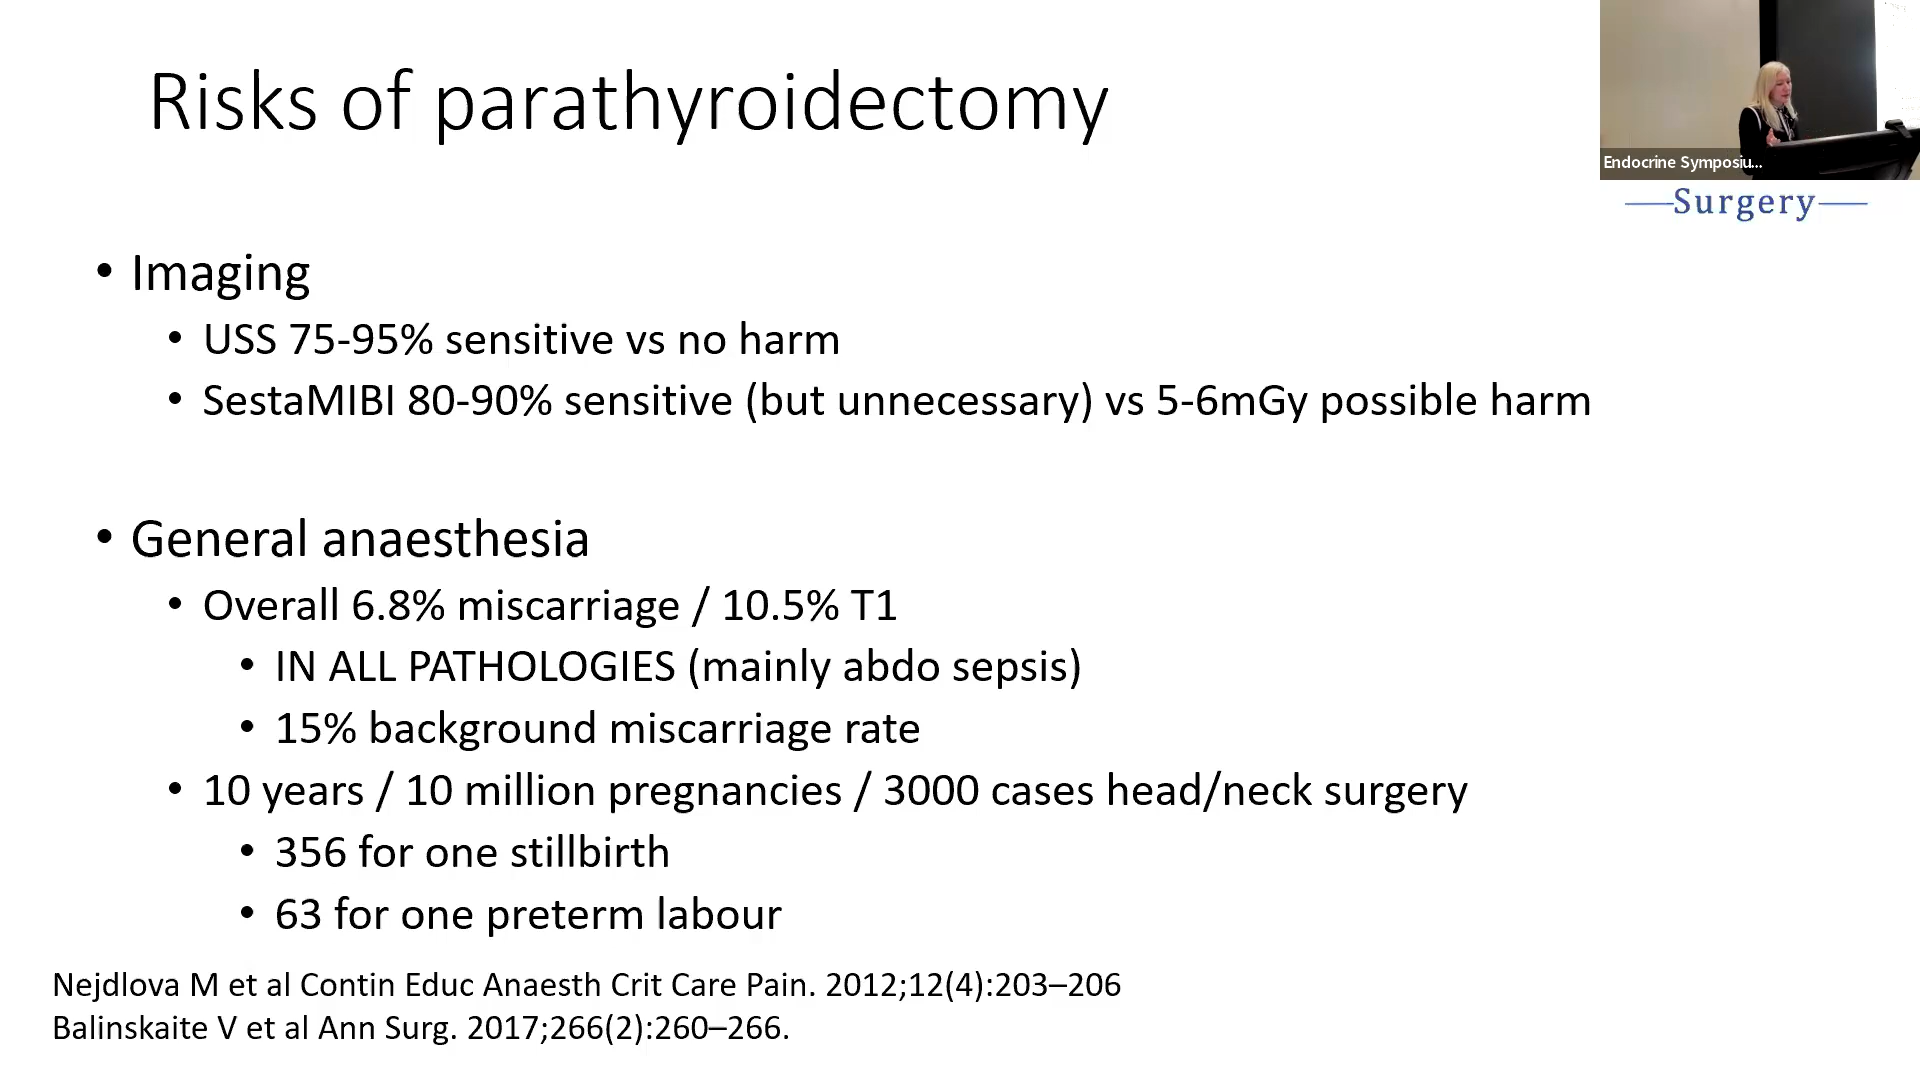 Risks of parathyroidectomy
Endocrine Symposiu...
Surgery
• Imaging
• USS 75-95% sensitive vs no harm
• SestaMIBI 80-90% sensitive (but unnecessary) vs 5-6mGy possible harm
• General anaesthesia
• Overall 6.8% miscarriage / 10.5% T1
• IN ALL PATHOLOGIES (mainly abdo sepsis)
• 15% background miscarriage rate
• 10 years / 10 million pregnancies / 3000 cases head/neck surgery
• 356 for one stillbirth
• 63 for one preterm labour
Nejdlova M et al Contin Educ Anaesth Crit Care Pain. 2012;12(4):203–206
Balinskaite V et al Ann Surg. 2017;266(2):260–266.